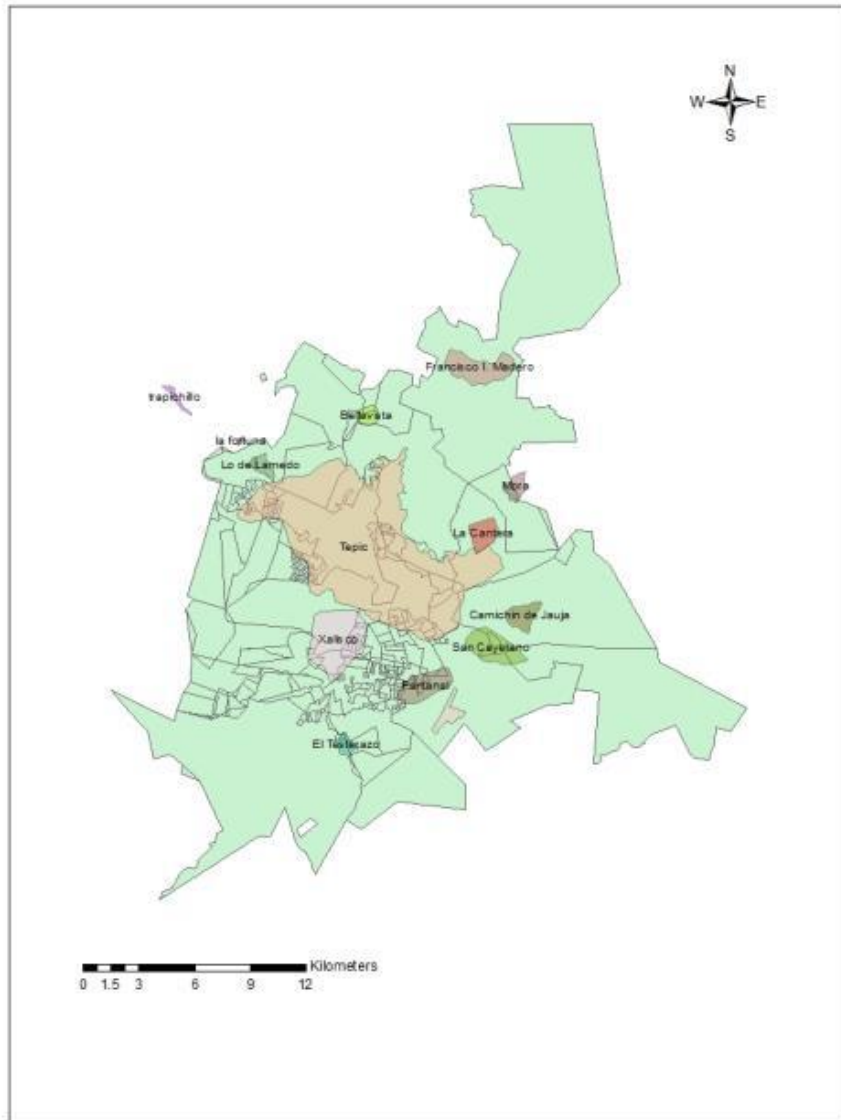 N
W E
S
Francisco I. Madero
trapichillo
Bellavista
la fortuna
Lo de Lamedo
Mora
La Cantera
Tepic
Camichin de Jauja
Xalisco
San Cayetano
Pantanal
El Testerazo
Kilometers
0 1.5 3 6 9 12